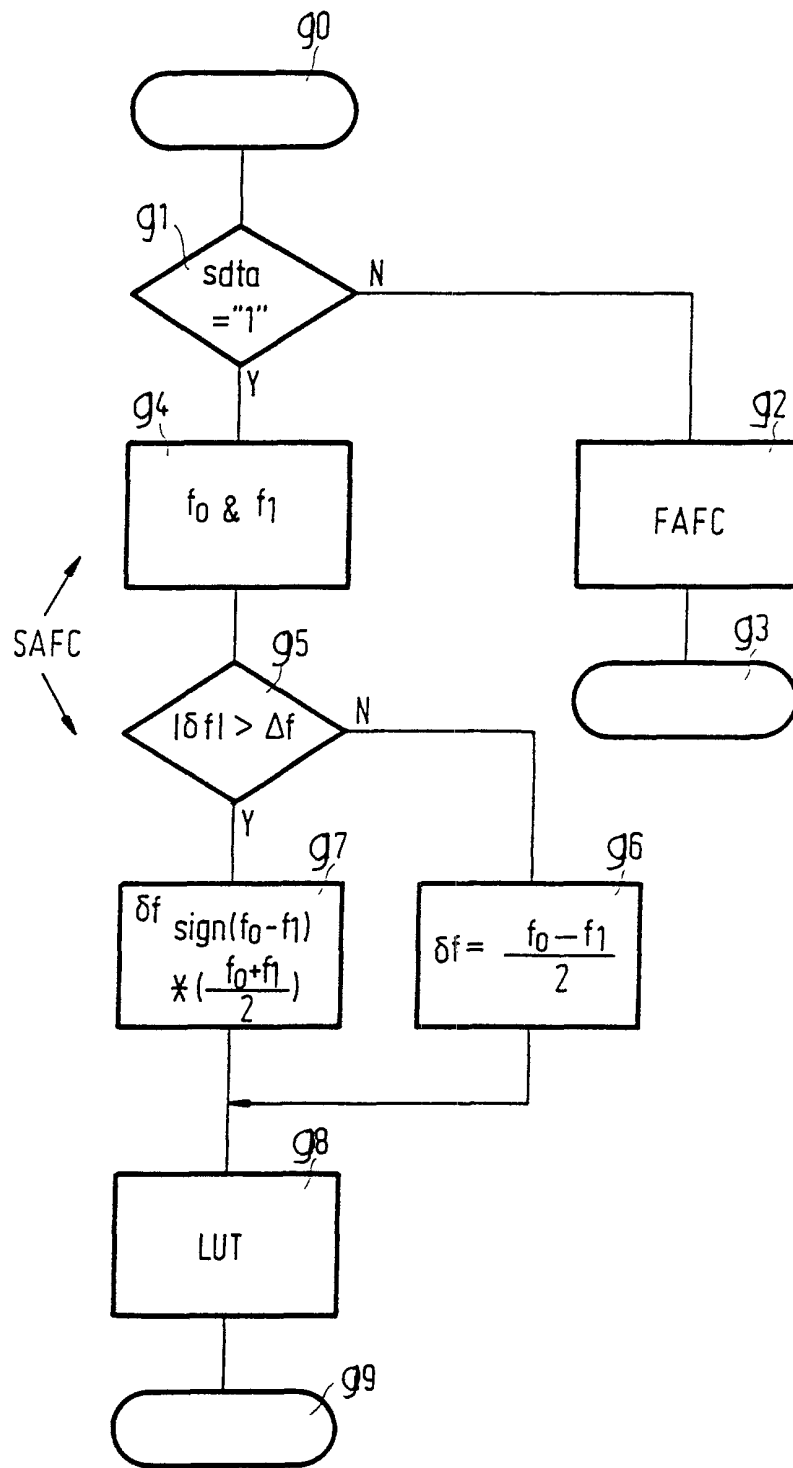 g0
g1
sdta
="1"
N
Y
g4
f₀ & f₁
g2
FAFC
SAFC
g3
g5
|δf| > Δf
N
Y
g7
δf sign(f₀-f₁)
*(f₀+f₁/2)
g6
δf = f₀-f₁/2
g8
LUT
g9